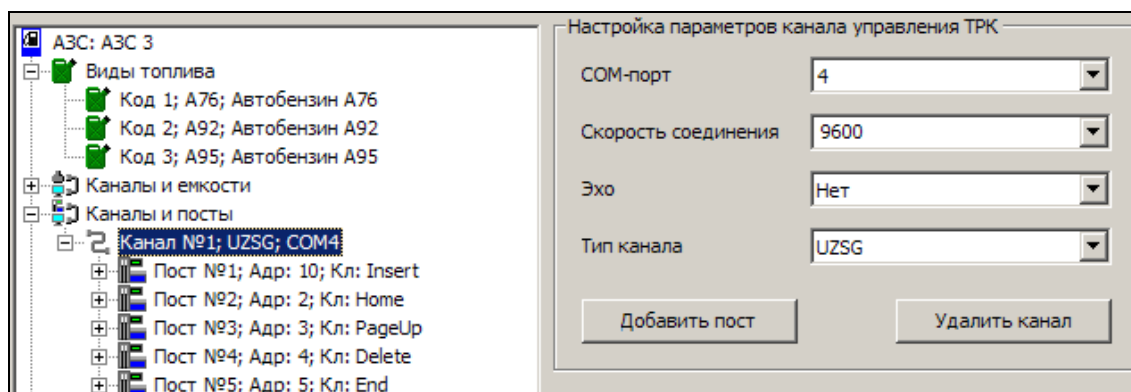 АЗС: АЗС 3
Виды топлива
Код 1; А76; Автобензин А76
Код 2; А92; Автобензин А92
Код 3; А95; Автобензин А95
Каналы и емкости
Каналы и посты
Канал №1; UZSG; COM4
Пост №1; Адр: 10; Кл: Insert
Пост №2; Адр: 2; Кл: Home
Пост №3; Адр: 3; Кл: PageUp
Пост №4; Адр: 4; Кл: Delete
Пост №5; Адр: 5; Кл: End
Настройка параметров канала управления ТРК
COM-порт 4
Скорость соединения 9600
Эхо Нет
Тип канала UZSG
Добавить пост Удалить канал